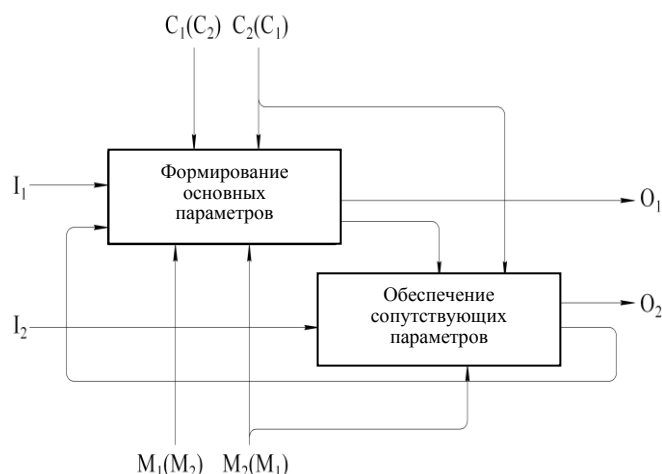 C₁(C₂) C₂(C₁)
Формирование
основных
параметров
I₁
O₁
Обеспечение
сопутствующих
параметров
I₂
O₂
M₁(M₂) M₂(M₁)